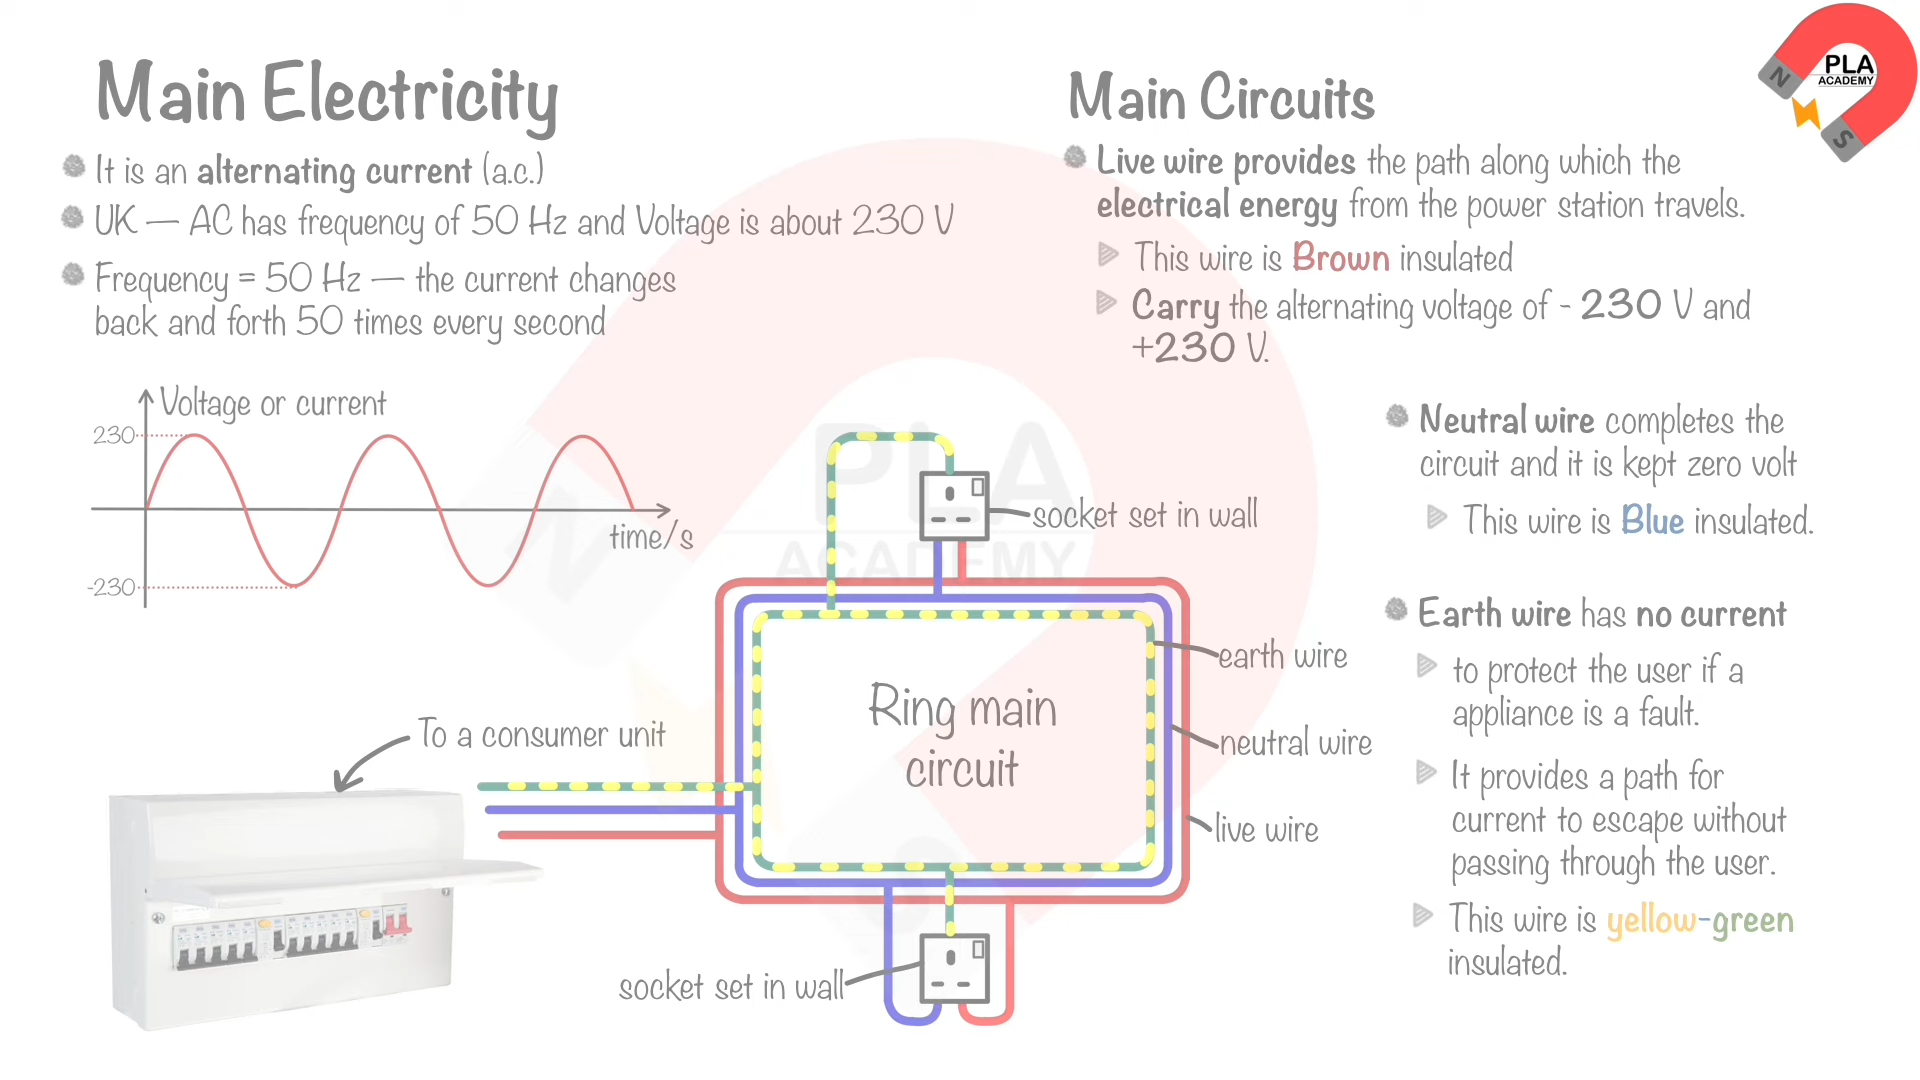 Main Electricity
It is an alternating current (a.c.)
UK — AC has frequency of 50 Hz and Voltage is about 230 V
Frequency = 50 Hz — the current changes
back and forth 50 times every second
Voltage or current
230
-230
time/s
To a consumer unit
Main Circuits
Live wire provides the path along which the
electrical energy from the power station travels.
This wire is Brown insulated
Carry the alternating voltage of - 230 V and
+230 V.
Neutral wire completes the
circuit and it is kept zero volt
This wire is Blue insulated.
Earth wire has no current
to protect the user if a
appliance is a fault.
It provides a path for
current to escape without
passing through the user.
This wire is yellow-green
insulated.
socket set in wall
earth wire
neutral wire
live wire
Ring main
circuit
socket set in wall
PLA
ACADEMY
N
S
PLA
ACADEMY
N
S